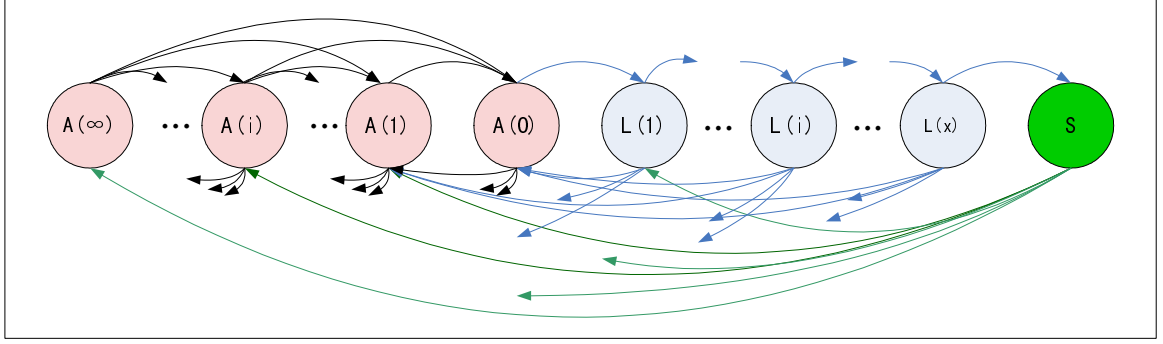 A(∞) ••• A(i) ••• A(1) A(0) L(1) ••• L(i) ••• L(x) S